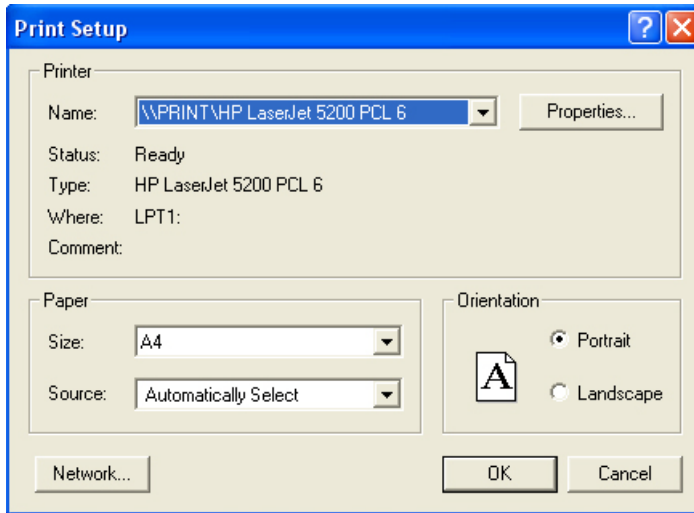 Print Setup
Printer
Name: \\PRINT\HP LaserJet 5200 PCL 6 Properties...
Status: Ready
Type: HP LaserJet 5200 PCL 6
Where: LPT1:
Comment:
Paper
Size: A4
Source: Automatically Select
Orientation
A
Portrait
Landscape
Network... OK Cancel